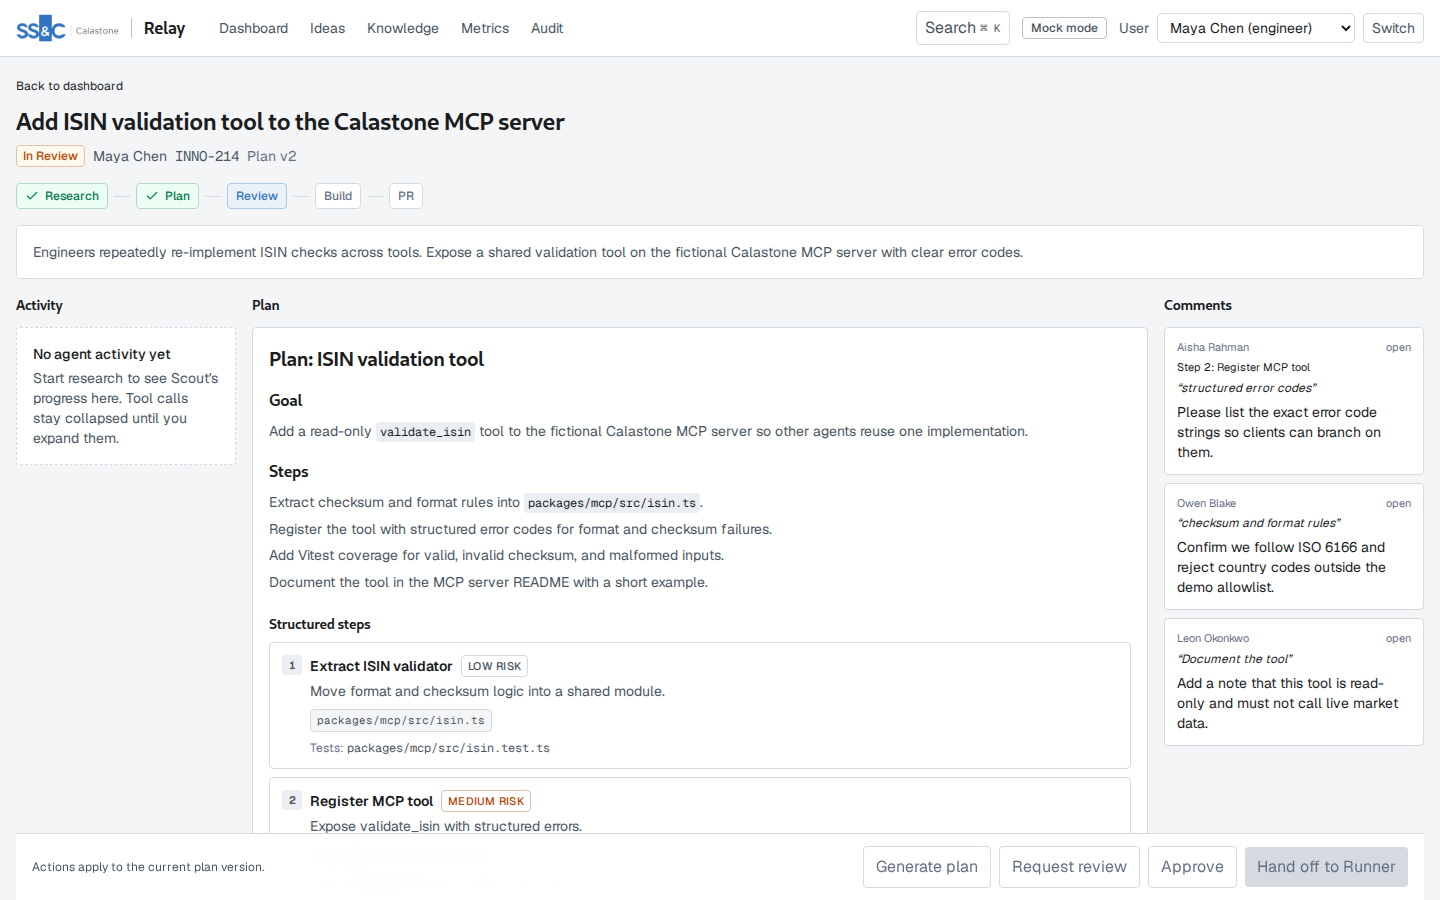 SS&C Calastone Relay Dashboard Ideas Knowledge Metrics Audit Search ⌘ K Mock mode User Maya Chen (engineer) Switch
Back to dashboard
Add ISIN validation tool to the Calastone MCP server
In Review Maya Chen INNO-214 Plan v2
Research Plan Review Build PR
Engineers repeatedly re-implement ISIN checks across tools. Expose a shared validation tool on the fictional Calastone MCP server with clear error codes.
Activity
No agent activity yet
Start research to see Scout's
progress here. Tool calls
stay collapsed until you
expand them.
Plan
Plan: ISIN validation tool
Goal
Add a read-only validate_isin tool to the fictional Calastone MCP server so other agents reuse one implementation.
Steps
Extract checksum and format rules into packages/mcp/src/isin.ts.
Register the tool with structured error codes for format and checksum failures.
Add Vitest coverage for valid, invalid checksum, and malformed inputs.
Document the tool in the MCP server README with a short example.
Structured steps
1 Extract ISIN validator LOW RISK
Move format and checksum logic into a shared module.
packages/mcp/src/isin.ts
Tests: packages/mcp/src/isin.test.ts
2 Register MCP tool MEDIUM RISK
Expose validate_isin with structured errors.
Comments
Aisha Rahman open
Step 2: Register MCP tool
“structured error codes”
Please list the exact error code
strings so clients can branch on
them.
Owen Blake open
“checksum and format rules”
Confirm we follow ISO 6166 and
reject country codes outside the
demo allowlist.
Leon Okonkwo open
“Document the tool”
Add a note that this tool is read-
only and must not call live market
data.
Actions apply to the current plan version. Generate plan Request review Approve Hand off to Runner